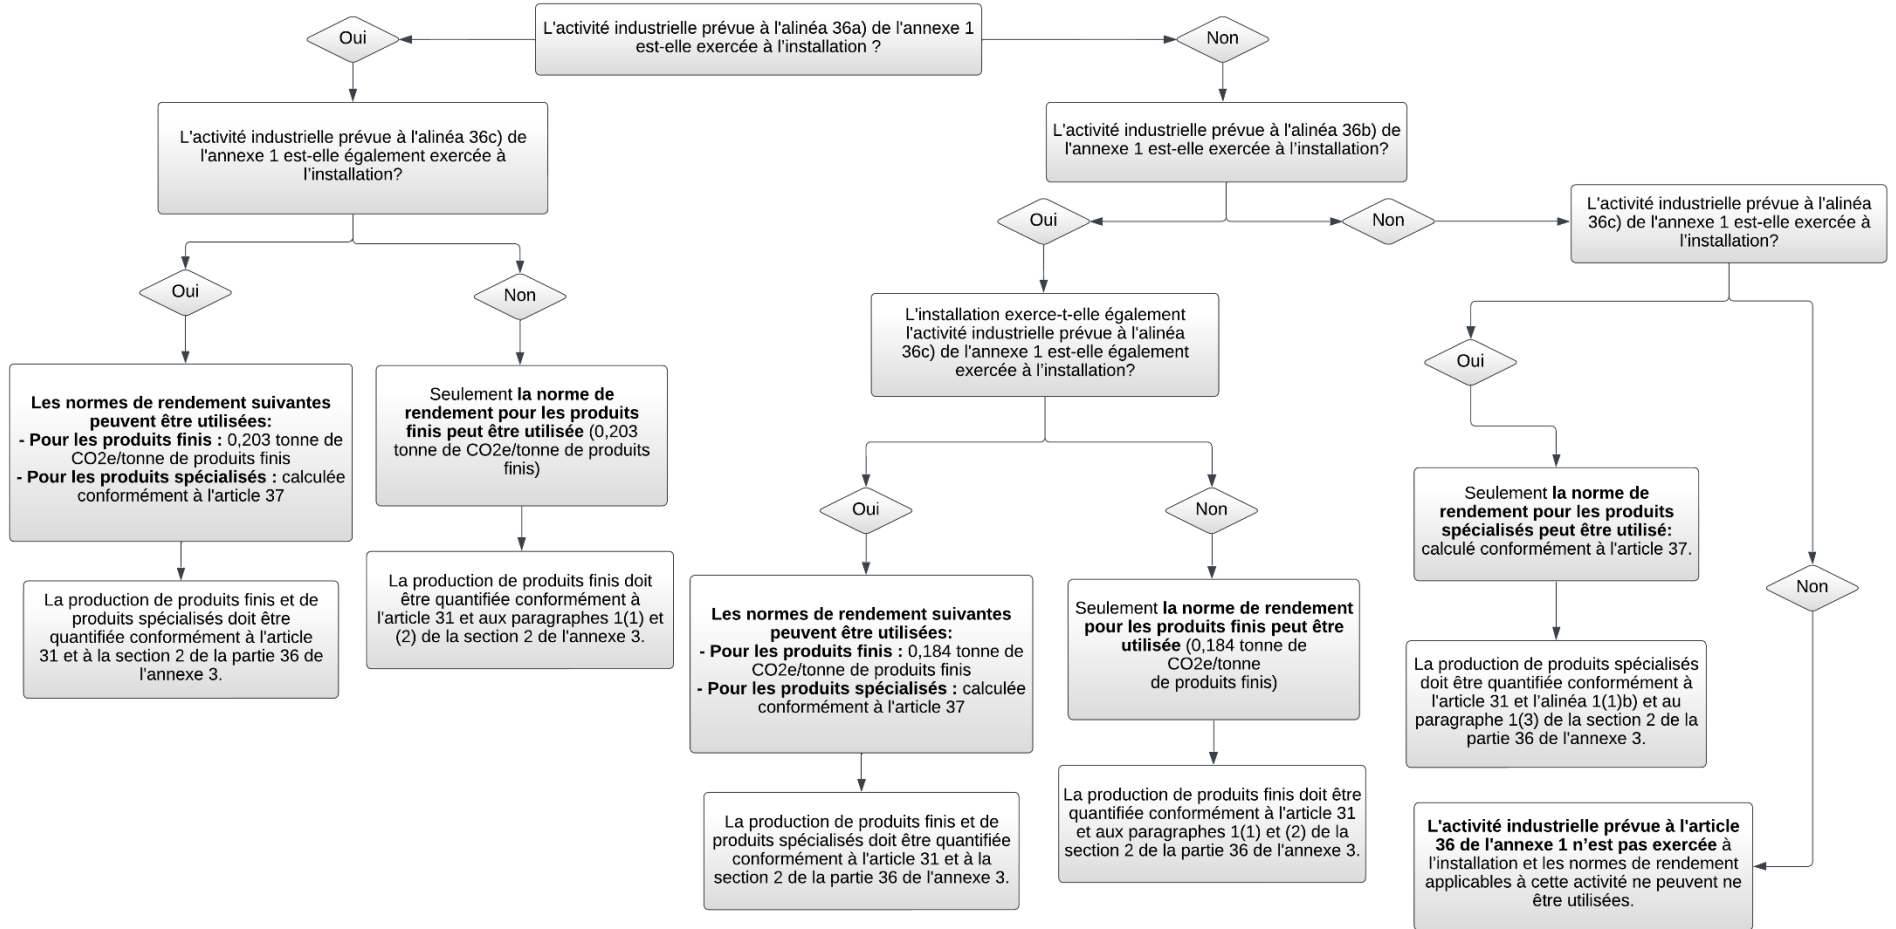 L'activité industrielle prévue à l'alinéa 36a) de l'annexe 1
est-elle exercée à l’installation ?
Oui
Non
L'activité industrielle prévue à l'alinéa 36c) de
l'annexe 1 est-elle également exercée à
l’installation?
L'activité industrielle prévue à l'alinéa 36b) de
l'annexe 1 est-elle exercée à l’installation?
Oui
Non
L'activité industrielle prévue à l'alinéa
36c) de l'annexe 1 est-elle exercée à
l’installation?
Oui
Non
L'installation exerce-t-elle également
l'activité industrielle prévue à l'alinéa
36c) de l'annexe 1 est-elle également
exercée à l’installation?
Oui
Les normes de rendement suivantes
peuvent être utilisées:
- Pour les produits finis : 0,203 tonne de
CO2e/tonne de produits finis
- Pour les produits spécialisés : calculée
conformément à l'article 37
Seulement la norme de
rendement pour les produits
finis peut être utilisée (0,203
tonne de CO2e/tonne de produits
finis)
Oui
Non
Seulement la norme de
rendement pour les produits
spécialisés peut être utilisé:
calculé conformément à l'article 37.
Non
La production de produits finis et de
produits spécialisés doit être
quantifiée conformément à l'article
31 et à la section 2 de la partie 36 de
l'annexe 3.
La production de produits finis doit
être quantifiée conformément à
l'article 31 et aux paragraphes 1(1) et
(2) de la section 2 de l'annexe 3.
Les normes de rendement suivantes
peuvent être utilisées:
- Pour les produits finis : 0,184 tonne de
CO2e/tonne de produits finis
- Pour les produits spécialisés : calculée
conformément à l'article 37
Seulement la norme de rendement
pour les produits finis peut être
utilisée (0,184 tonne de
CO2e/tonne
de produits finis)
La production de produits spécialisés
doit être quantifiée conformément à
l'article 31 et l’alinéa 1(1)b) et au
paragraphe 1(3) de la section 2 de la
partie 36 de l'annexe 3.
La production de produits finis et de
produits spécialisés doit être quantifiée
conformément à l'article 31 et à la
section 2 de la partie 36 de l'annexe 3.
La production de produits finis doit être
quantifiée conformément à l'article 31
et aux paragraphes 1(1) et (2) de la
section 2 de la partie 36 de l'annexe 3.
L'activité industrielle prévue à l'article
36 de l'annexe 1 n’est pas exercée à
l’installation et les normes de rendement
applicables à cette activité ne peuvent ne
être utilisées.